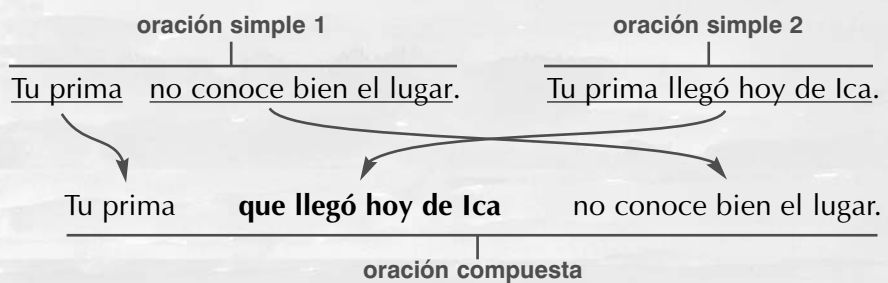 oración simple 1 oración simple 2
Tu prima no conoce bien el lugar. Tu prima llegó hoy de Ica.
Tu prima que llegó hoy de Ica no conoce bien el lugar.
oración compuesta